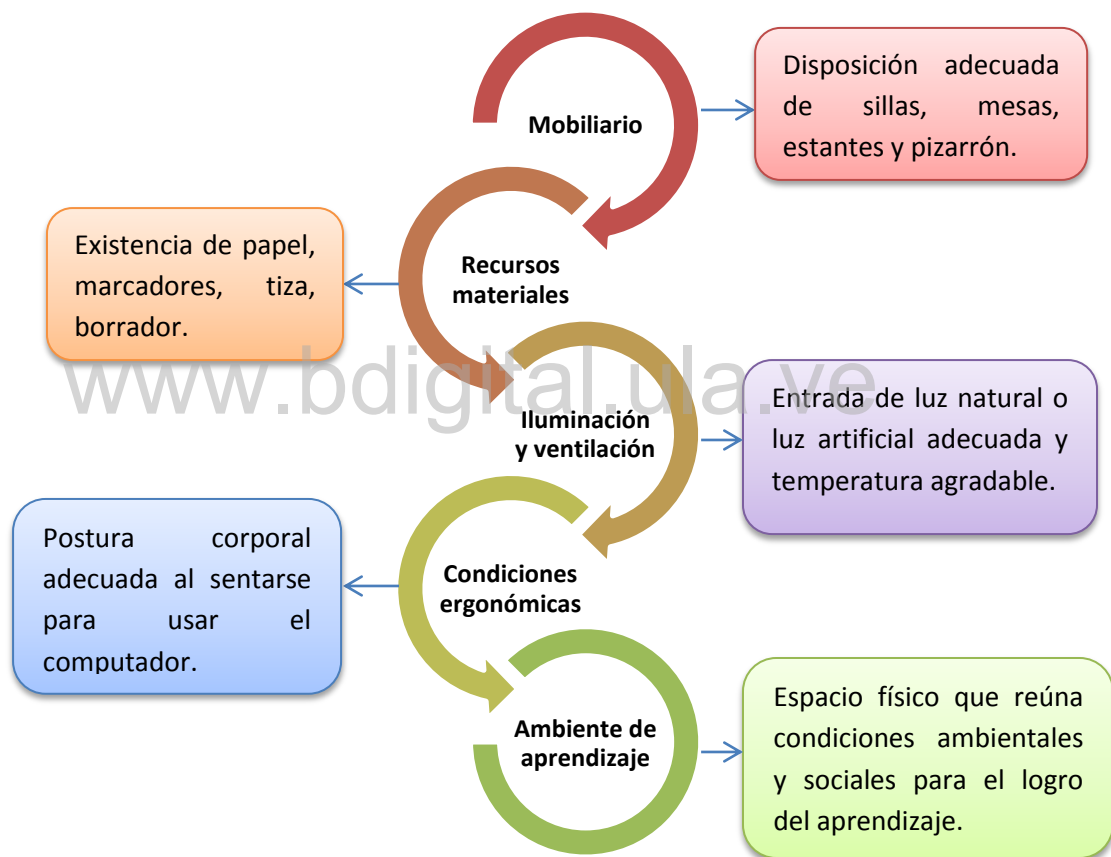 Mobiliario
Disposición adecuada
de sillas, mesas,
estantes y pizarrón.
Recursos
materiales
Existencia de papel,
marcadores, tiza,
borrador.
www.bdigital.ula.ve
Iluminación
y ventilación
Entrada de luz natural o
luz artificial adecuada y
temperatura agradable.
Condiciones
ergonómicas
Postura corporal
adecuada al sentarse
para usar el
computador.
Ambiente de
aprendizaje
Espacio físico que reúna
condiciones ambientales
y sociales para el logro
del aprendizaje.